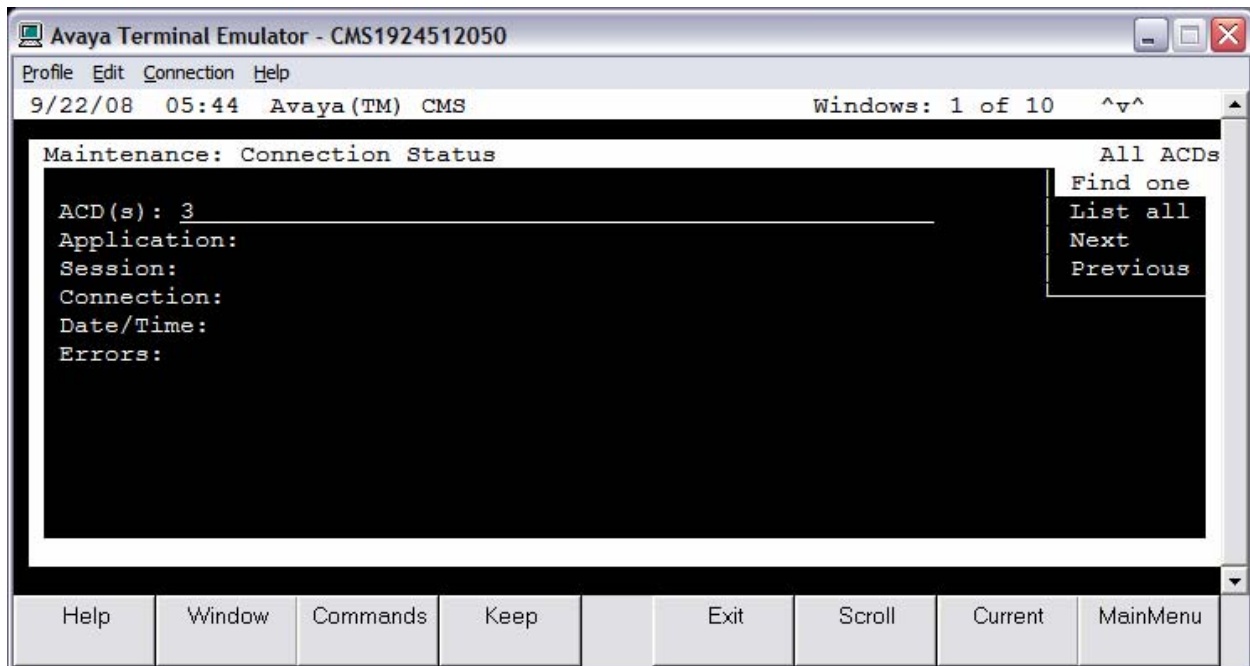 Avaya Terminal Emulator - CMS1924512050
Profile Edit Connection Help
9/22/08 05:44 Avaya(TM) CMS Windows: 1 of 10 ^v^
Maintenance: Connection Status All ACDs
Find one
ACD(s): 3 List all
Application: Next
Session: Previous
Connection:
Date/Time:
Errors:
Help Window Commands Keep Exit Scroll Current MainMenu